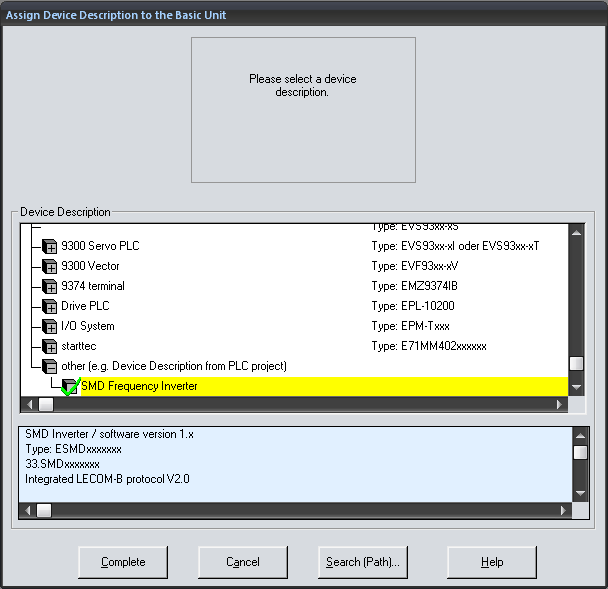 Assign Device Description to the Basic Unit
Please select a device
description.
Device Description
Type: EVS93xx-xS
9300 Servo PLC Type: EVS93xx-xI oder EVS93xx-xT
9300 Vector Type: EVF93xx-xV
9374 terminal Type: EMZ9374IB
Drive PLC Type: EPL-10200
I/O System Type: EPM-Txxx
starttec Type: E71MM402xxxxxx
other (e.g. Device Description from PLC project)
SMD Frequency Inverter
SMD Inverter / software version 1.x
Type: ESMDxxxxxxx
33.SMDxxxxxxx
Integrated LECOM-B protocol V2.0
Complete Cancel Search (Path)... Help